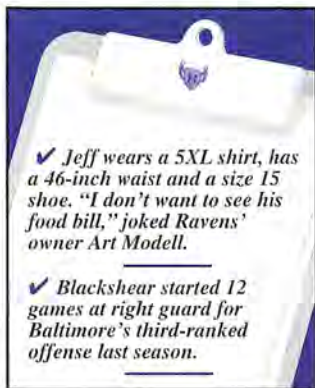 ✔ Jeff wears a 5XL shirt, has
a 46-inch waist and a size 15
shoe. “I don’t want to see his
food bill,” joked Ravens’
owner Art Modell.
✔ Blackshear started 12
games at right guard for
Baltimore’s third-ranked
offense last season.